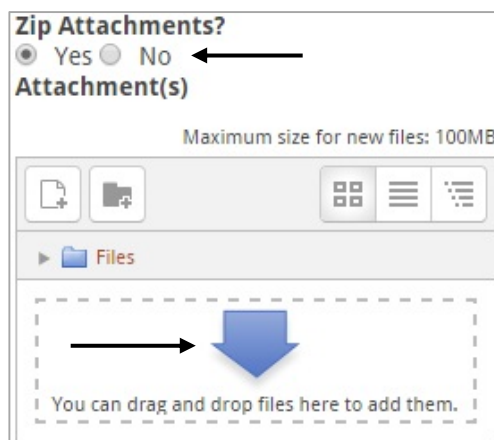 Zip Attachments?
Yes No
Attachment(s)
Maximum size for new files: 100MB
Files
You can drag and drop files here to add them.